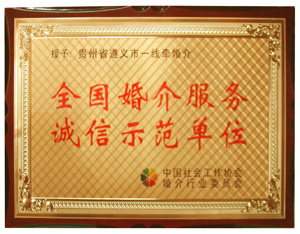 授予：贵州省遵义市一线牵婚介
全国婚介服务
诚信示范单位
中国社会工作协会
婚介行业委员会